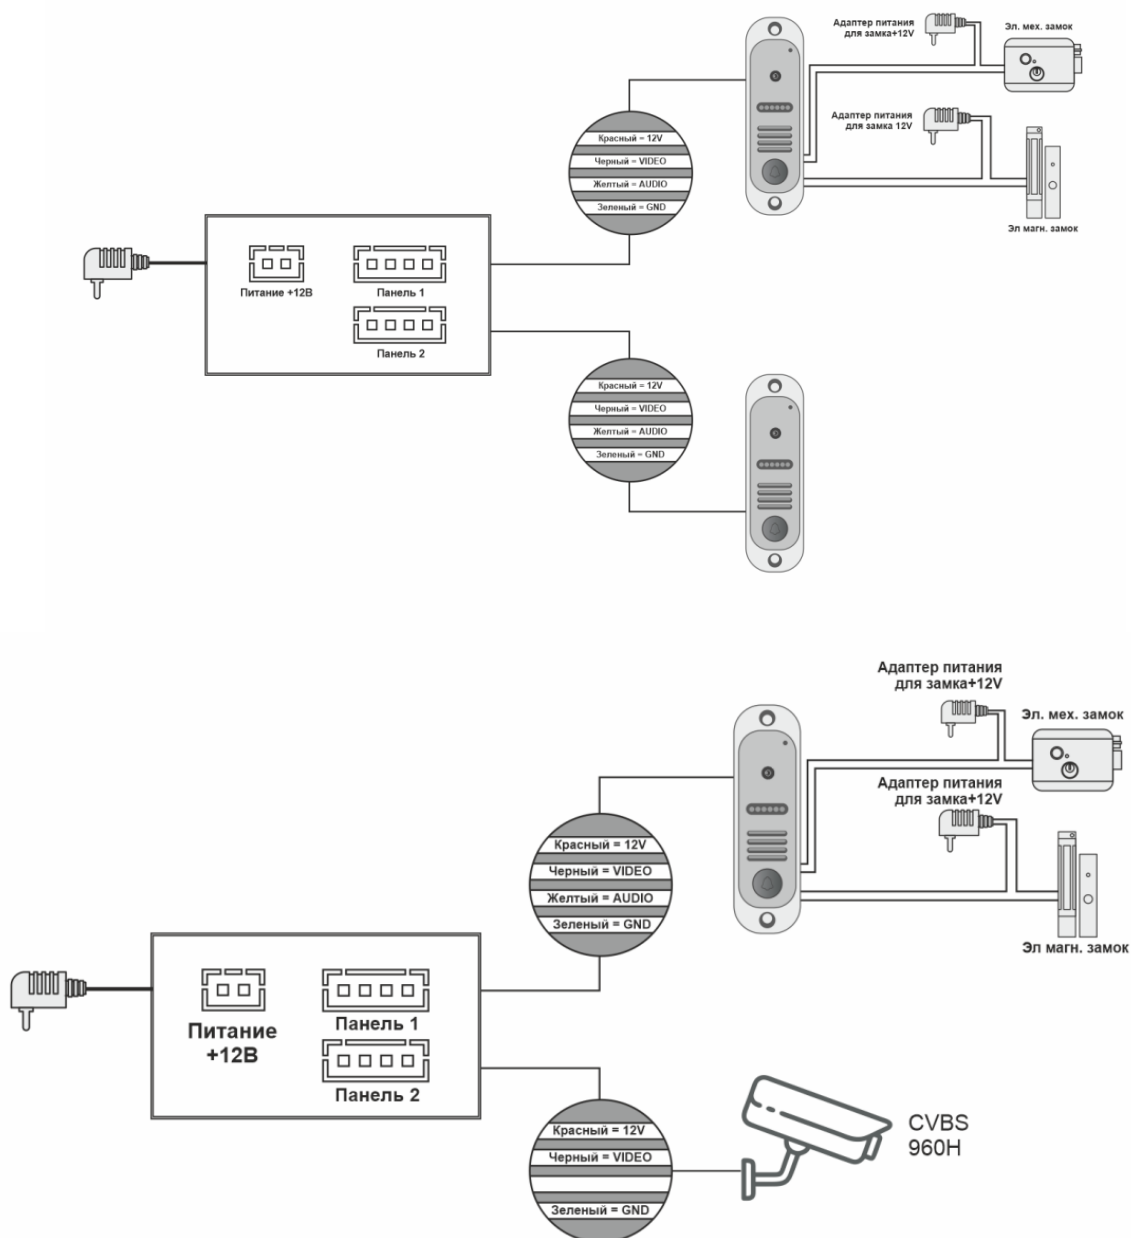 Адаптер питания
для замка+12V
Эл. мех. замок
Адаптер питания
для замка 12V
Эл магн. замок
Красный = 12V
Черный = VIDEO
Желтый = AUDIO
Зеленый = GND
Питание +12В
Панель 1
Панель 2
Красный = 12V
Черный = VIDEO
Желтый = AUDIO
Зеленый = GND
Адаптер питания
для замка+12V
Эл. мех. замок
Адаптер питания
для замка+12V
Эл магн. замок
Красный = 12V
Черный = VIDEO
Желтый = AUDIO
Зеленый = GND
Питание
+12В
Панель 1
Панель 2
Красный = 12V
Черный = VIDEO
Зеленый = GND
CVBS
960H